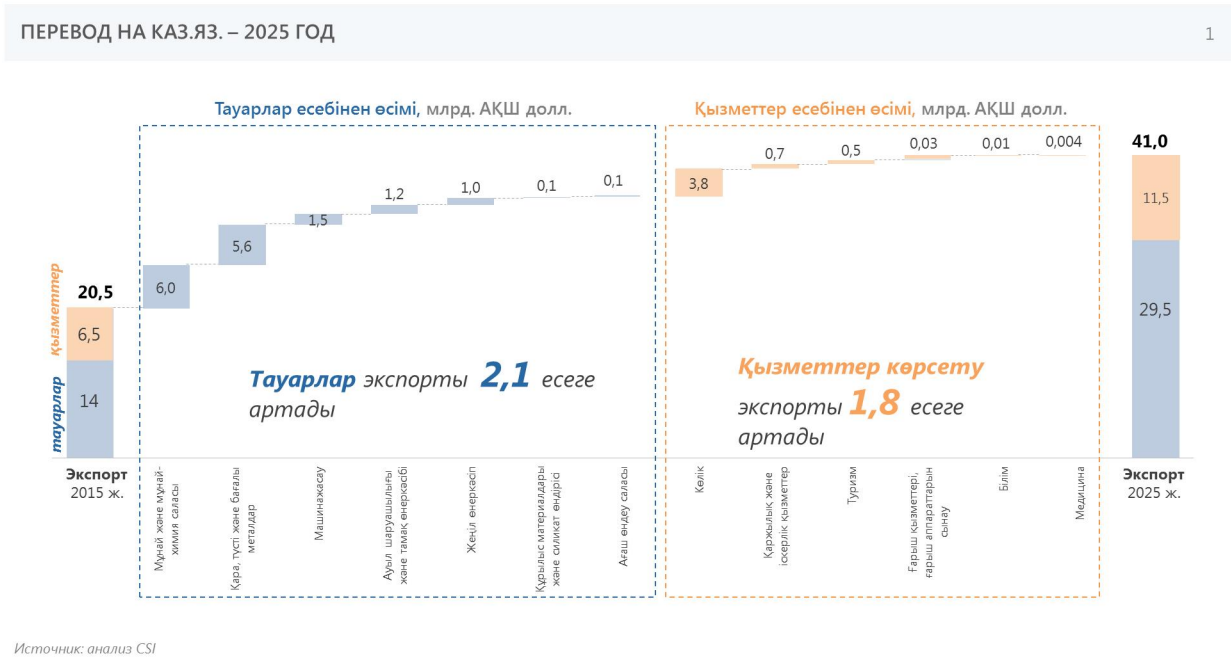 ПЕРЕВОД НА КАЗ.ЯЗ. – 2025 ГОД
1
Тауарлар есебінен өсімі, млрд. АҚШ долл.
Қызметтер есебінен өсімі, млрд. АҚШ долл.
20,5
6,5
14
қызметтер
тауарлар
6,0
5,6
1,5
1,2
1,0
0,1
0,1
3,8
0,7
0,5
0,03
0,01
0,004
41,0
11,5
29,5
Тауарлар экспорты 2,1 есеге
артады
Қызметтер көрсету
экспорты 1,8 есеге
артады
Экспорт
2015 ж.
Мұнай және мұнай-
химия саласы
Қара, түсті және бағалы
металдар
Машинажасау
Ауыл шаруашылығы
және тамақ өнеркәсібі
Жеңіл өнеркәсіп
Құрылыс материалдары
және силикат өндірісі
Ағаш өңдеу саласы
Көлік
Қаржылық және
іскерлік қызметтер
Туризм
Ғарыш қызметтері,
ғарыш аппараттарын
сынау
Білім
Медицина
Экспорт
2025 ж.
Источник: анализ CSI